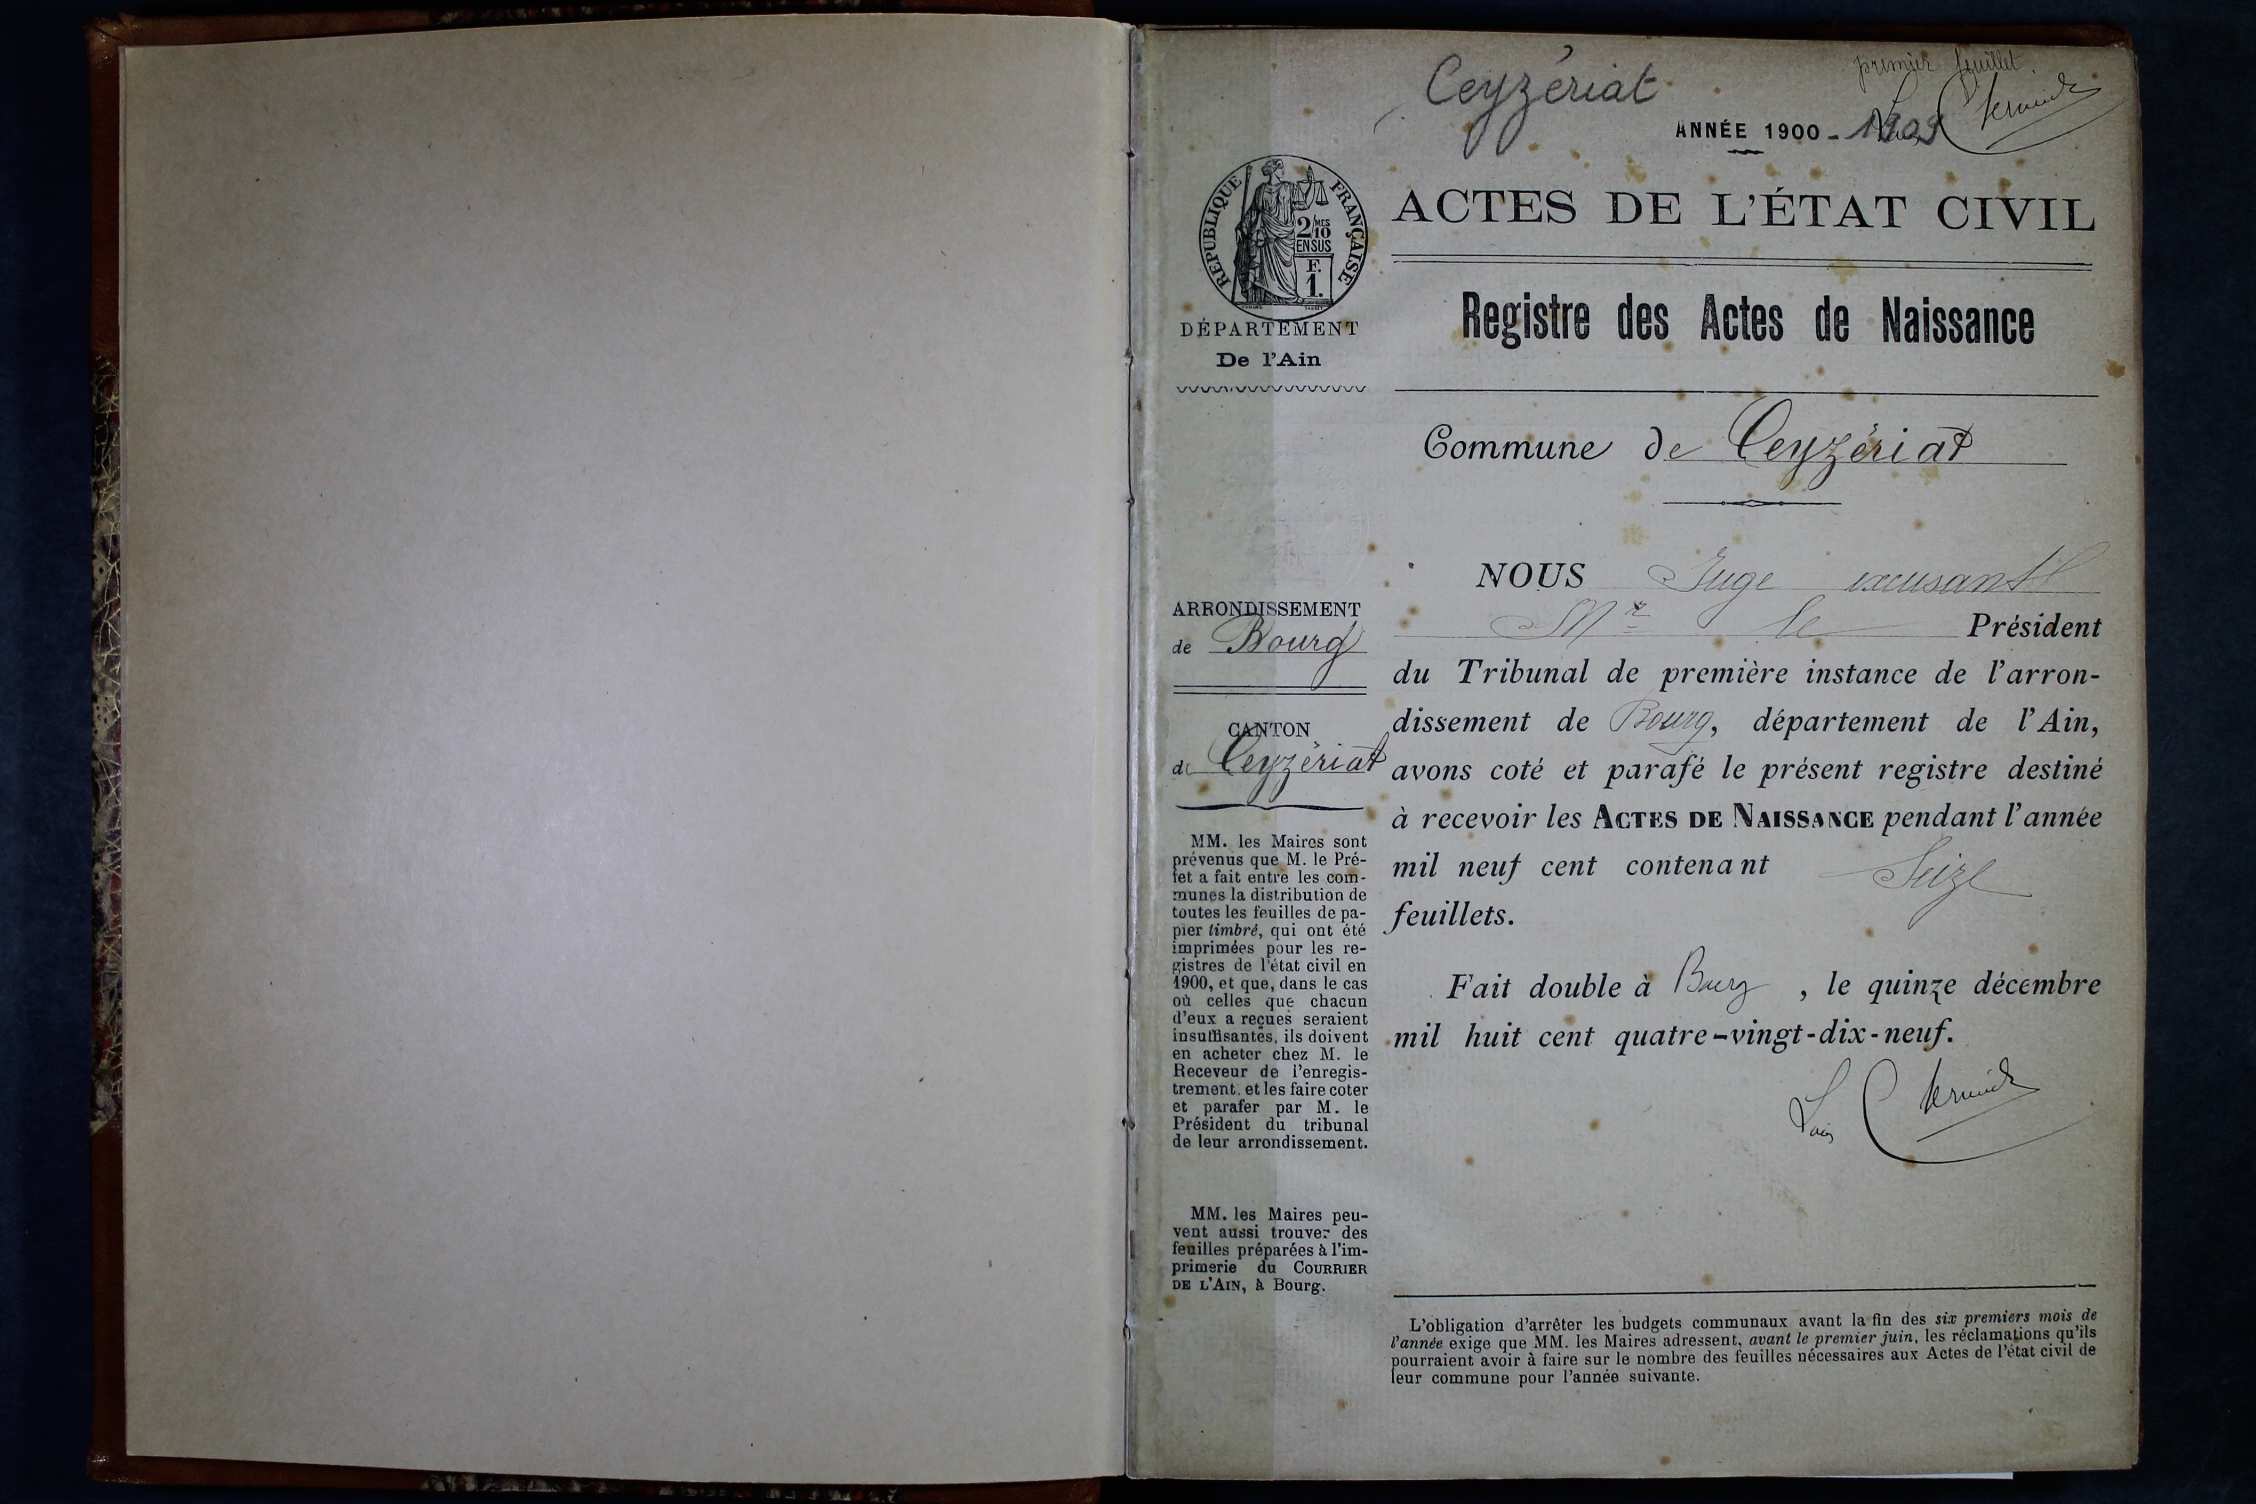 Ceyzériat
premier feuillet
ANNÉE 1900 - 1909
RÉPUBLIQUE FRANÇAISE
2/10 MES
EN SUS
F.
1.
ACTES DE L'ÉTAT CIVIL
DÉPARTEMENT
De l'Ain
Registre des Actes de Naissance
Commune de Ceyzériat
ARRONDISSEMENT
de Bourg
CANTON
de Ceyzériat
MM. les Maires sont
prévenus que M. le Pré-
fet a fait entre les com-
munes la distribution de
toutes les feuilles de pa-
pier timbré, qui ont été
imprimées pour les re-
gistres de l'état civil en
1900, et que, dans le cas
où celles que chacun
d'eux a reçues seraient
insuffisantes, ils doivent
en acheter chez M. le
Receveur de l'enregis-
trement, et les faire coter
et parafer par M. le
Président du tribunal
de leur arrondissement.
MM. les Maires peu-
vent aussi trouver des
feuilles préparées à l'im-
primerie du COURRIER
DE L'AIN, à Bourg.
NOUS Juge excusant
Mr le Président
du Tribunal de première instance de l'arron-
dissement de Bourg, département de l'Ain,
avons coté et parafé le présent registre destiné
à recevoir les ACTES DE NAISSANCE pendant l'année
mil neuf cent contenant Seize
feuillets.
Fait double à Bourg, le quinze décembre
mil huit cent quatre-vingt-dix-neuf.
L'obligation d'arrêter les budgets communaux avant la fin des six premiers mois de
l'année exige que MM. les Maires adressent, avant le premier juin, les réclamations qu'ils
pourraient avoir à faire sur le nombre des feuilles nécessaires aux Actes de l'état civil de
leur commune pour l'année suivante.